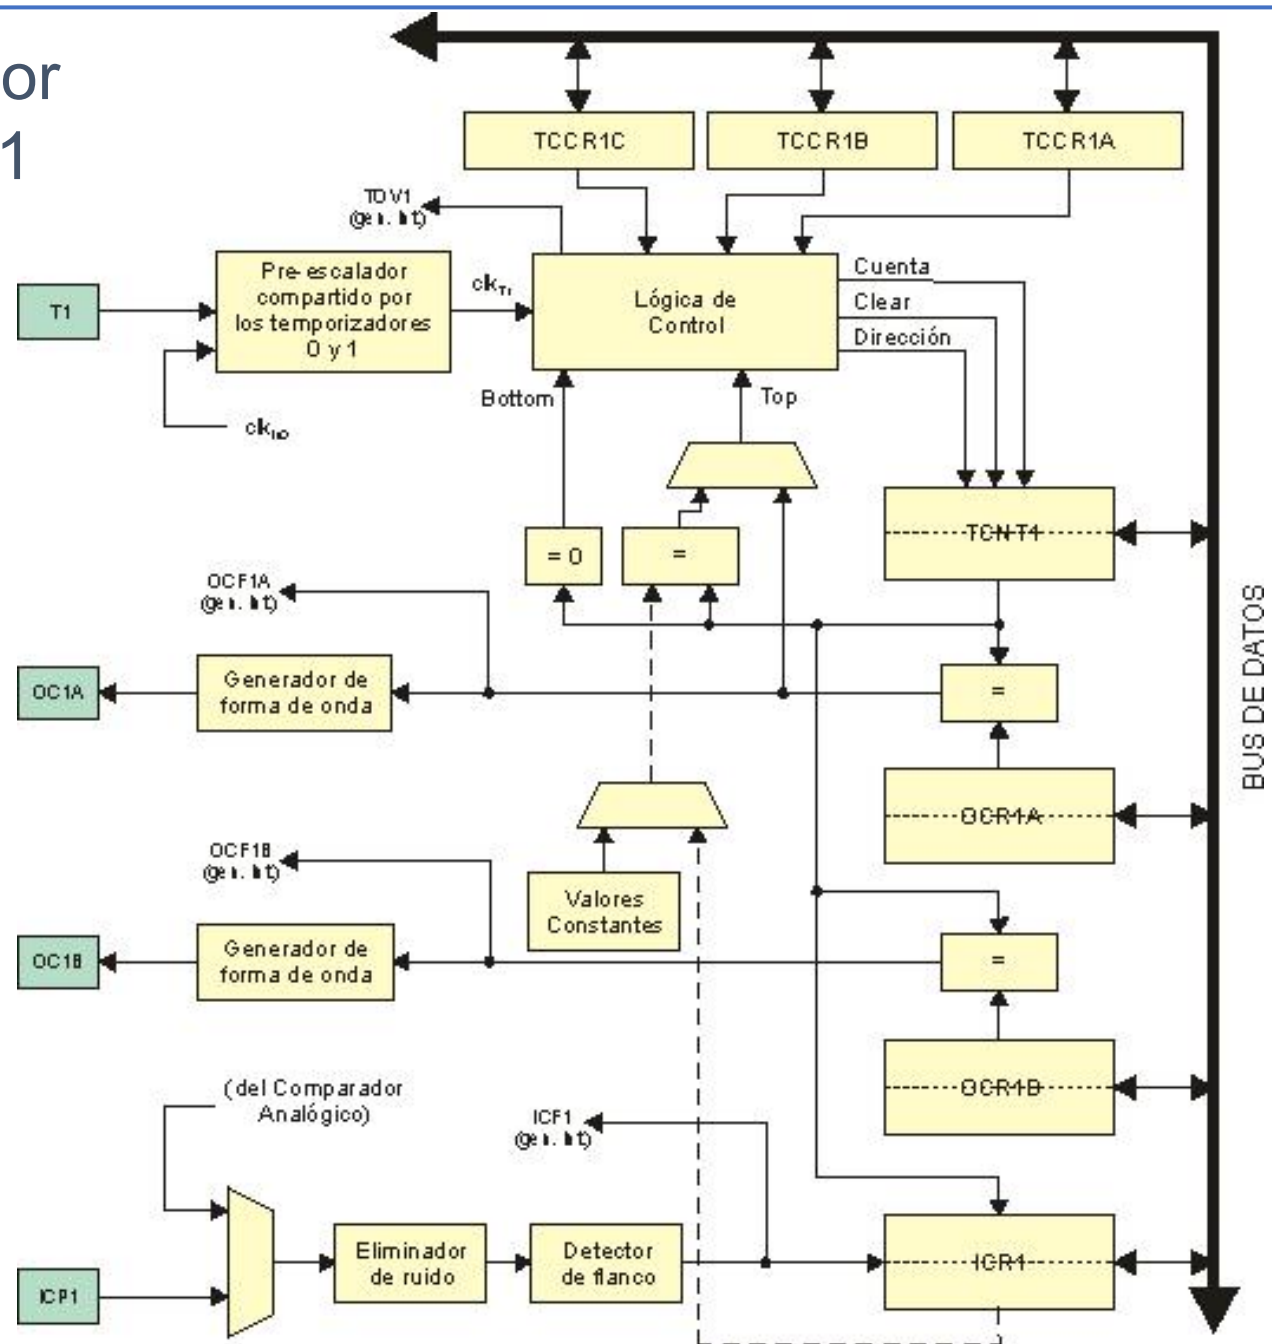 or
1
TCCR1C
TCCR1B
TCCR1A
TOV1
(gen. int)
T1
Pre-escalador
compartido por
los temporizadores
0 y 1
clkT1
Lógica de
Control
Cuenta
Clear
Dirección
clkI/O
Bottom
Top
= 0
=
TCNT1
OCF1A
(gen. int)
OC1A
Generador de
forma de onda
=
BUS DE DATOS
OCR1A
OCF1B
(gen. int)
Valores
Constantes
OC1B
Generador de
forma de onda
=
OCR1B
(del Comparador
Analógico)
ICF1
(gen. int)
ICP1
Eliminador
de ruido
Detector
de flanco
ICR1